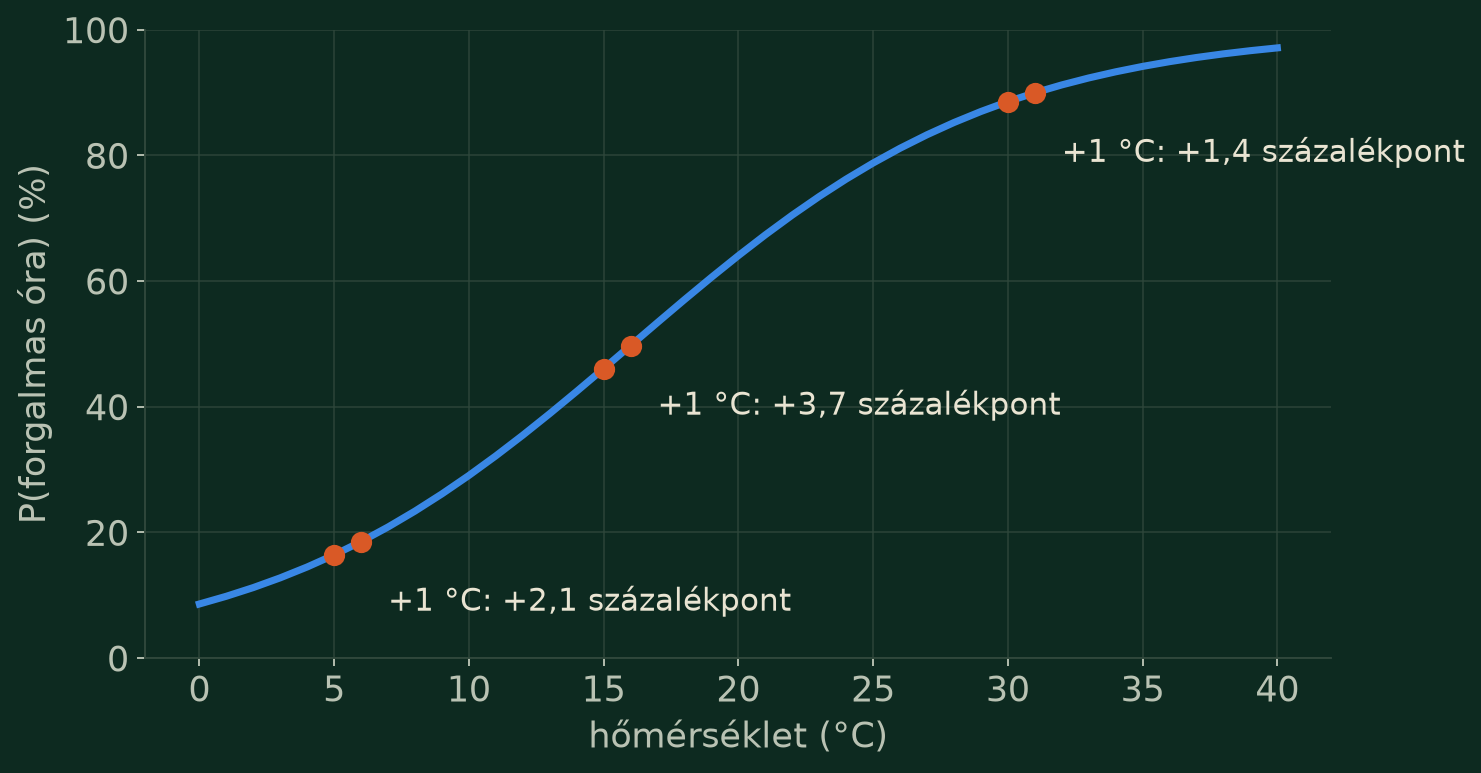 P(forgalmas óra) (%)
100
80
60
40
20
0
+1 °C: +1,4 százalékpont
+1 °C: +3,7 százalékpont
+1 °C: +2,1 százalékpont
0 5 10 15 20 25 30 35 40
hőmérséklet (°C)